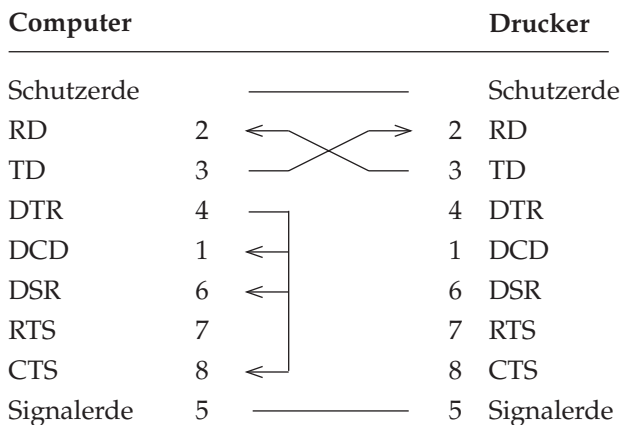 Computer Drucker
Schutzerde Schutzerde
RD 2 2 RD
TD 3 3 TD
DTR 4 4 DTR
DCD 1 1 DCD
DSR 6 6 DSR
RTS 7 7 RTS
CTS 8 8 CTS
Signalerde 5 5 Signalerde